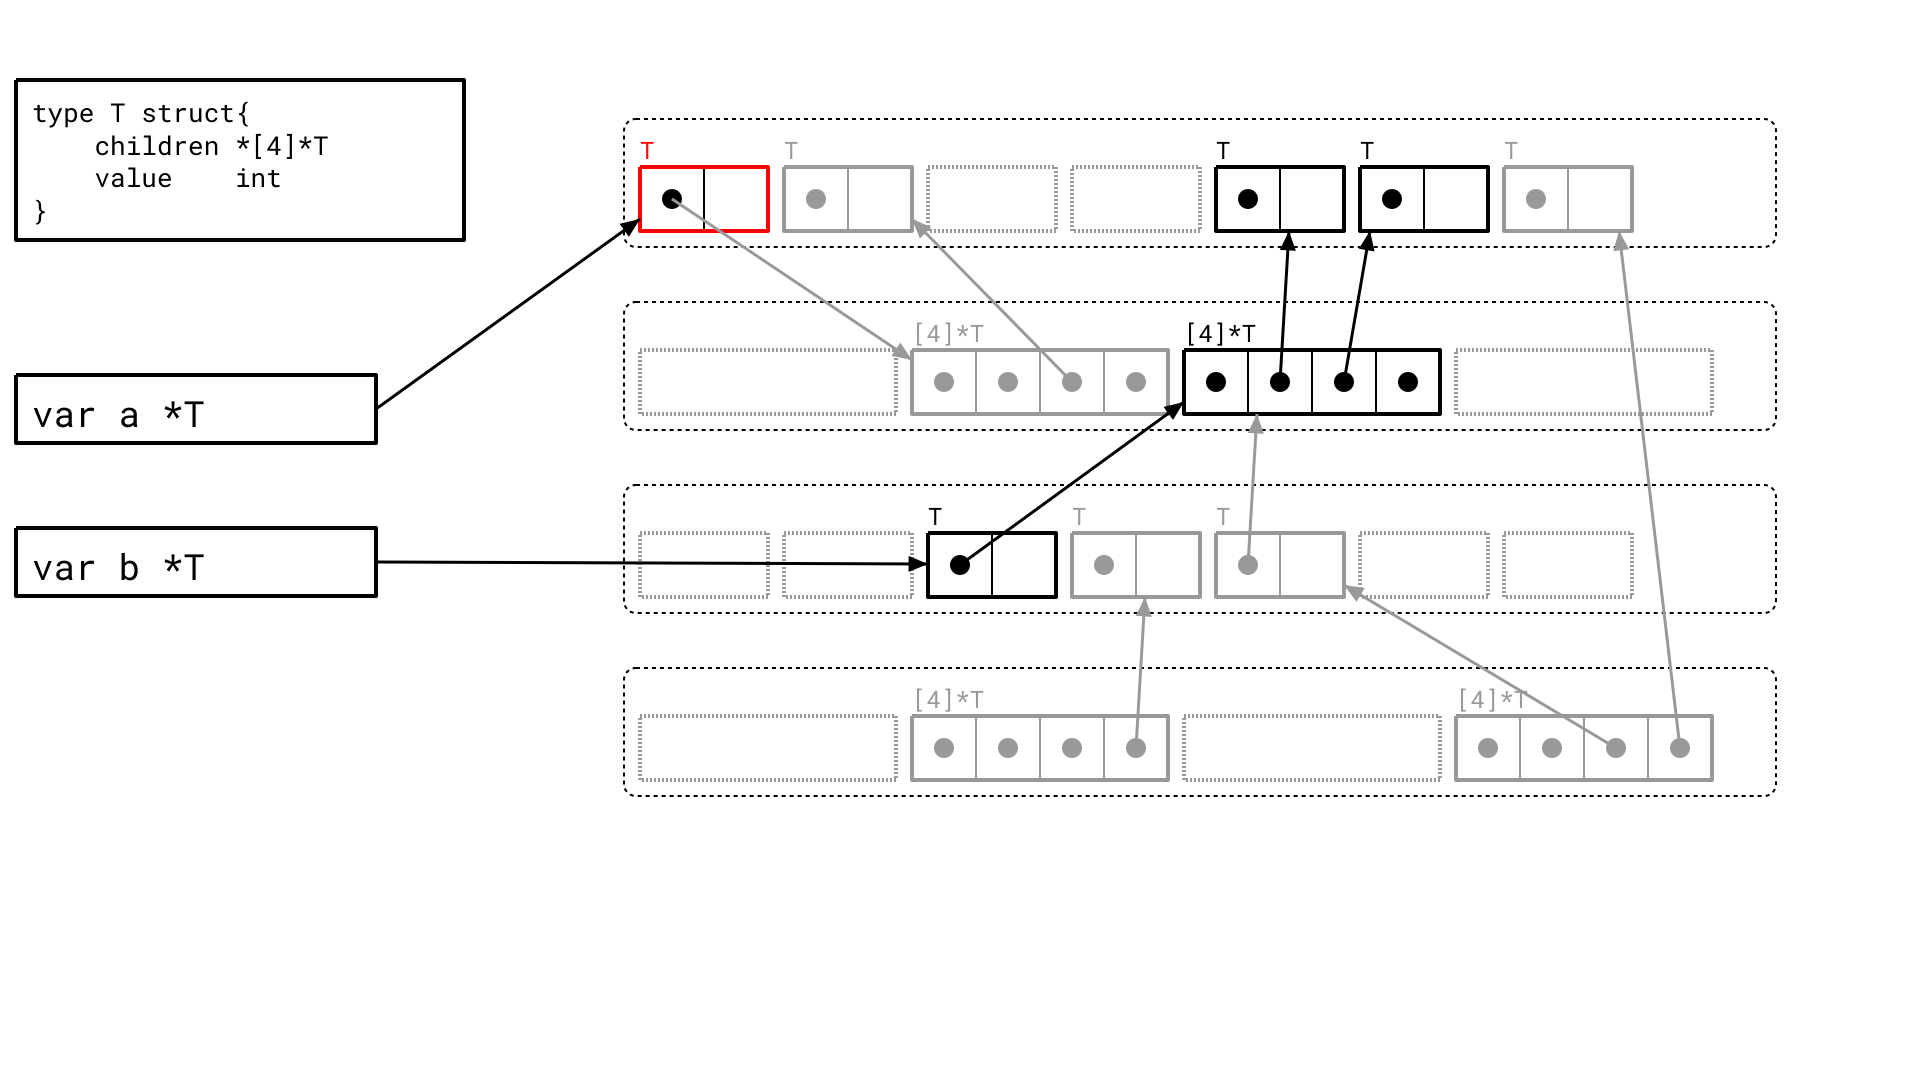 type T struct{
    children *[4]*T
    value    int
}
T T T T T
[4]*T [4]*T
var a *T
T T T
var b *T
[4]*T [4]*T